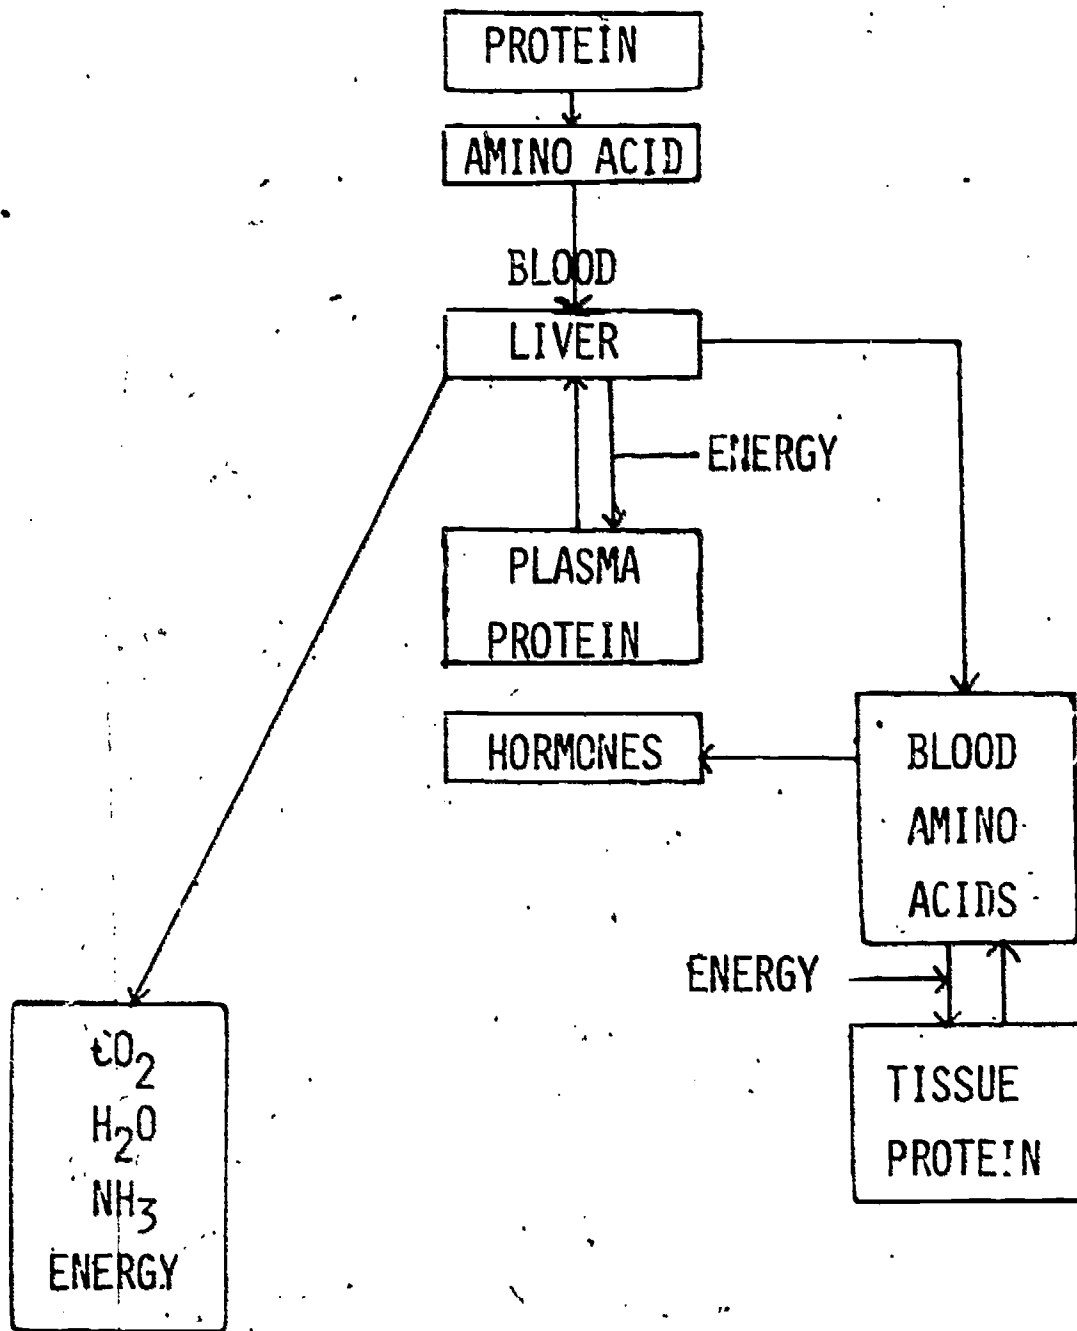 PROTEIN
AMINO ACID
BLOOD
LIVER
ENERGY
PLASMA
PROTEIN
HORMONES
BLOOD
AMINO
ACIDS
ENERGY
TISSUE
PROTEIN
CO₂
H₂O
NH₃
ENERGY